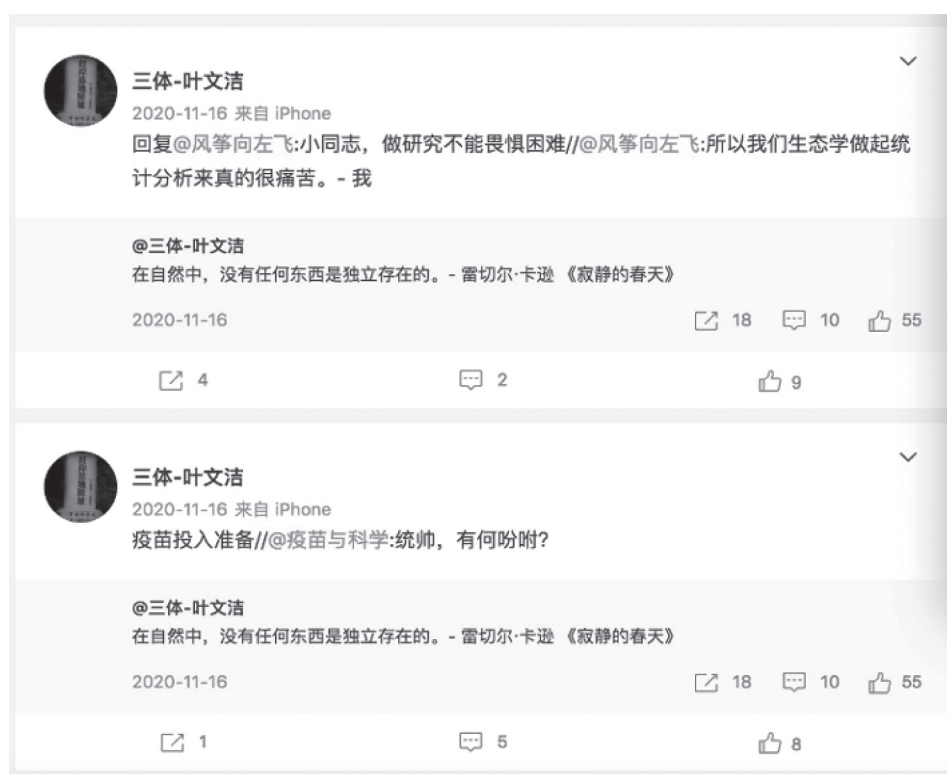 三体-叶文洁
2020-11-16 来自 iPhone
回复@风筝向左飞:小同志，做研究不能畏惧困难//@风筝向左飞:所以我们生态学做起统
计分析来真的很痛苦。- 我
@三体-叶文洁
在自然中，没有任何东西是独立存在的。- 雷切尔·卡逊 《寂静的春天》
2020-11-16 18 10 55
4 2 9
三体-叶文洁
2020-11-16 来自 iPhone
疫苗投入准备//@疫苗与科学:统帅，有何吩咐?
@三体-叶文洁
在自然中，没有任何东西是独立存在的。- 雷切尔·卡逊 《寂静的春天》
2020-11-16 18 10 55
1 5 8